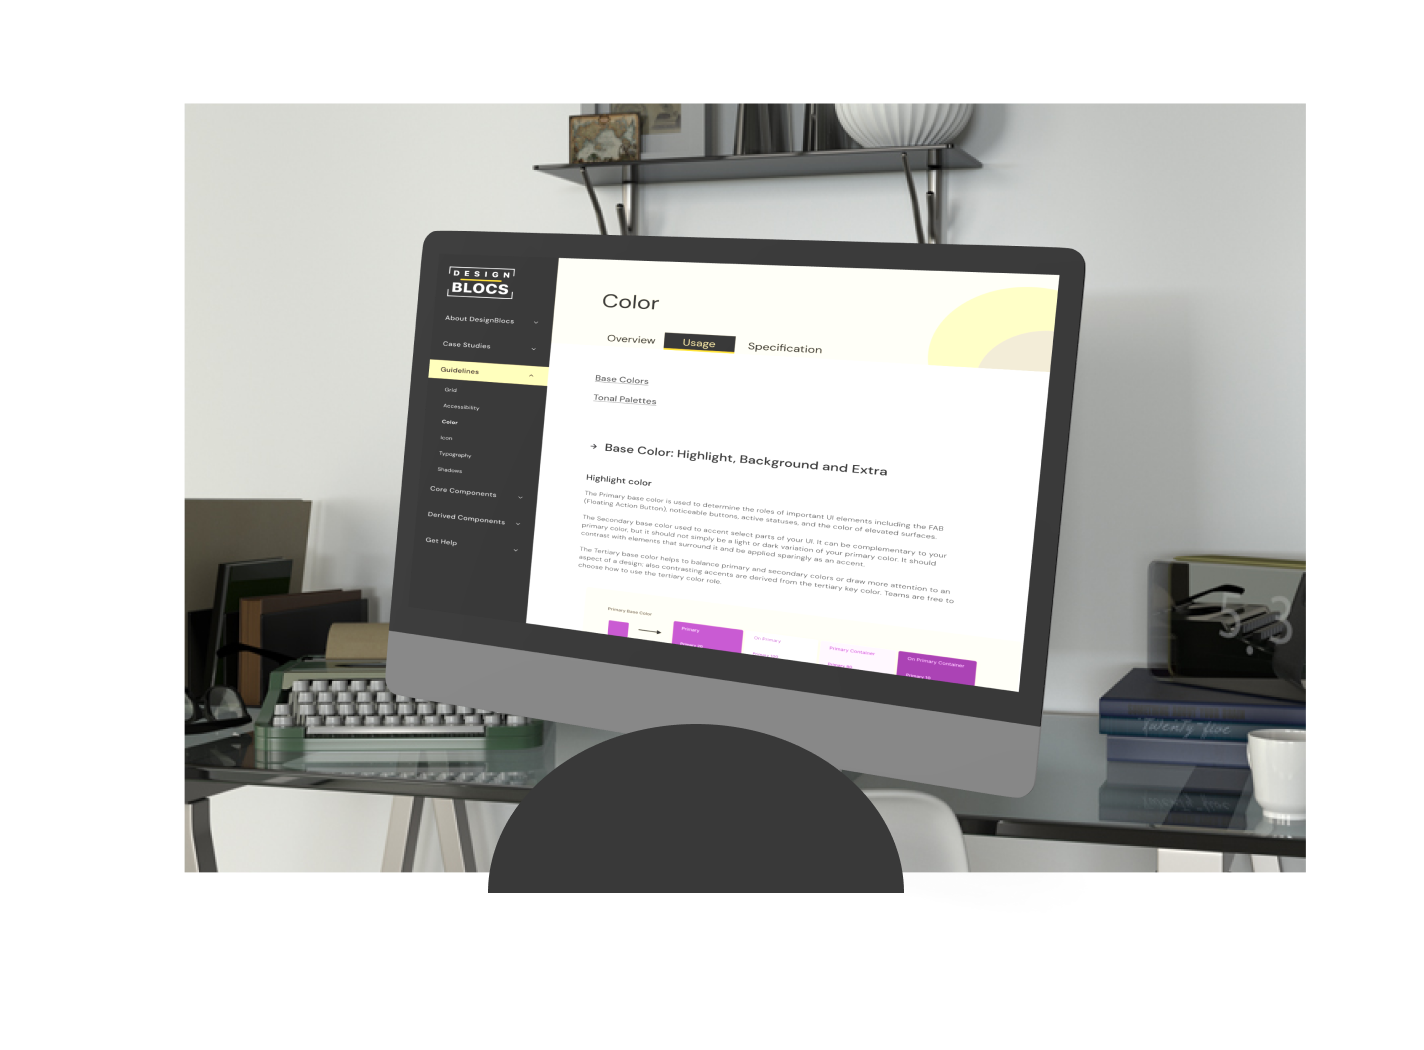 DESIGN
BLOCS
About DesignBlocs
Case Studies
Guidelines
Grid
Accessibility
Color
Icon
Typography
Shadows
Core Components
Derived Components
Get Help
Color
Overview Usage Specification
Base Colors
Tonal Palettes
→ Base Color: Highlight, Background and Extra
Highlight color
The Primary base color is used to determine the roles of important UI elements including the FAB
(Floating Action Button), noticeable buttons, active statuses, and the color of elevated surfaces.
The Secondary base color used to accent select parts of your UI. It can be complementary to your
primary color, but it should not simply be a light or dark variation of your primary color. It should
contrast with elements that surround it and be applied sparingly as an accent.
The Tertiary base color helps to balance primary and secondary colors or draw more attention to an
aspect of a design; also contrasting accents are derived from the tertiary key color. Teams are free to
choose how to use the tertiary color role.
Primary Base Color
Primary
On Primary
Primary Container
On Primary Container
Primary 100
Primary 90
Primary 10
5.3
Twenty-five